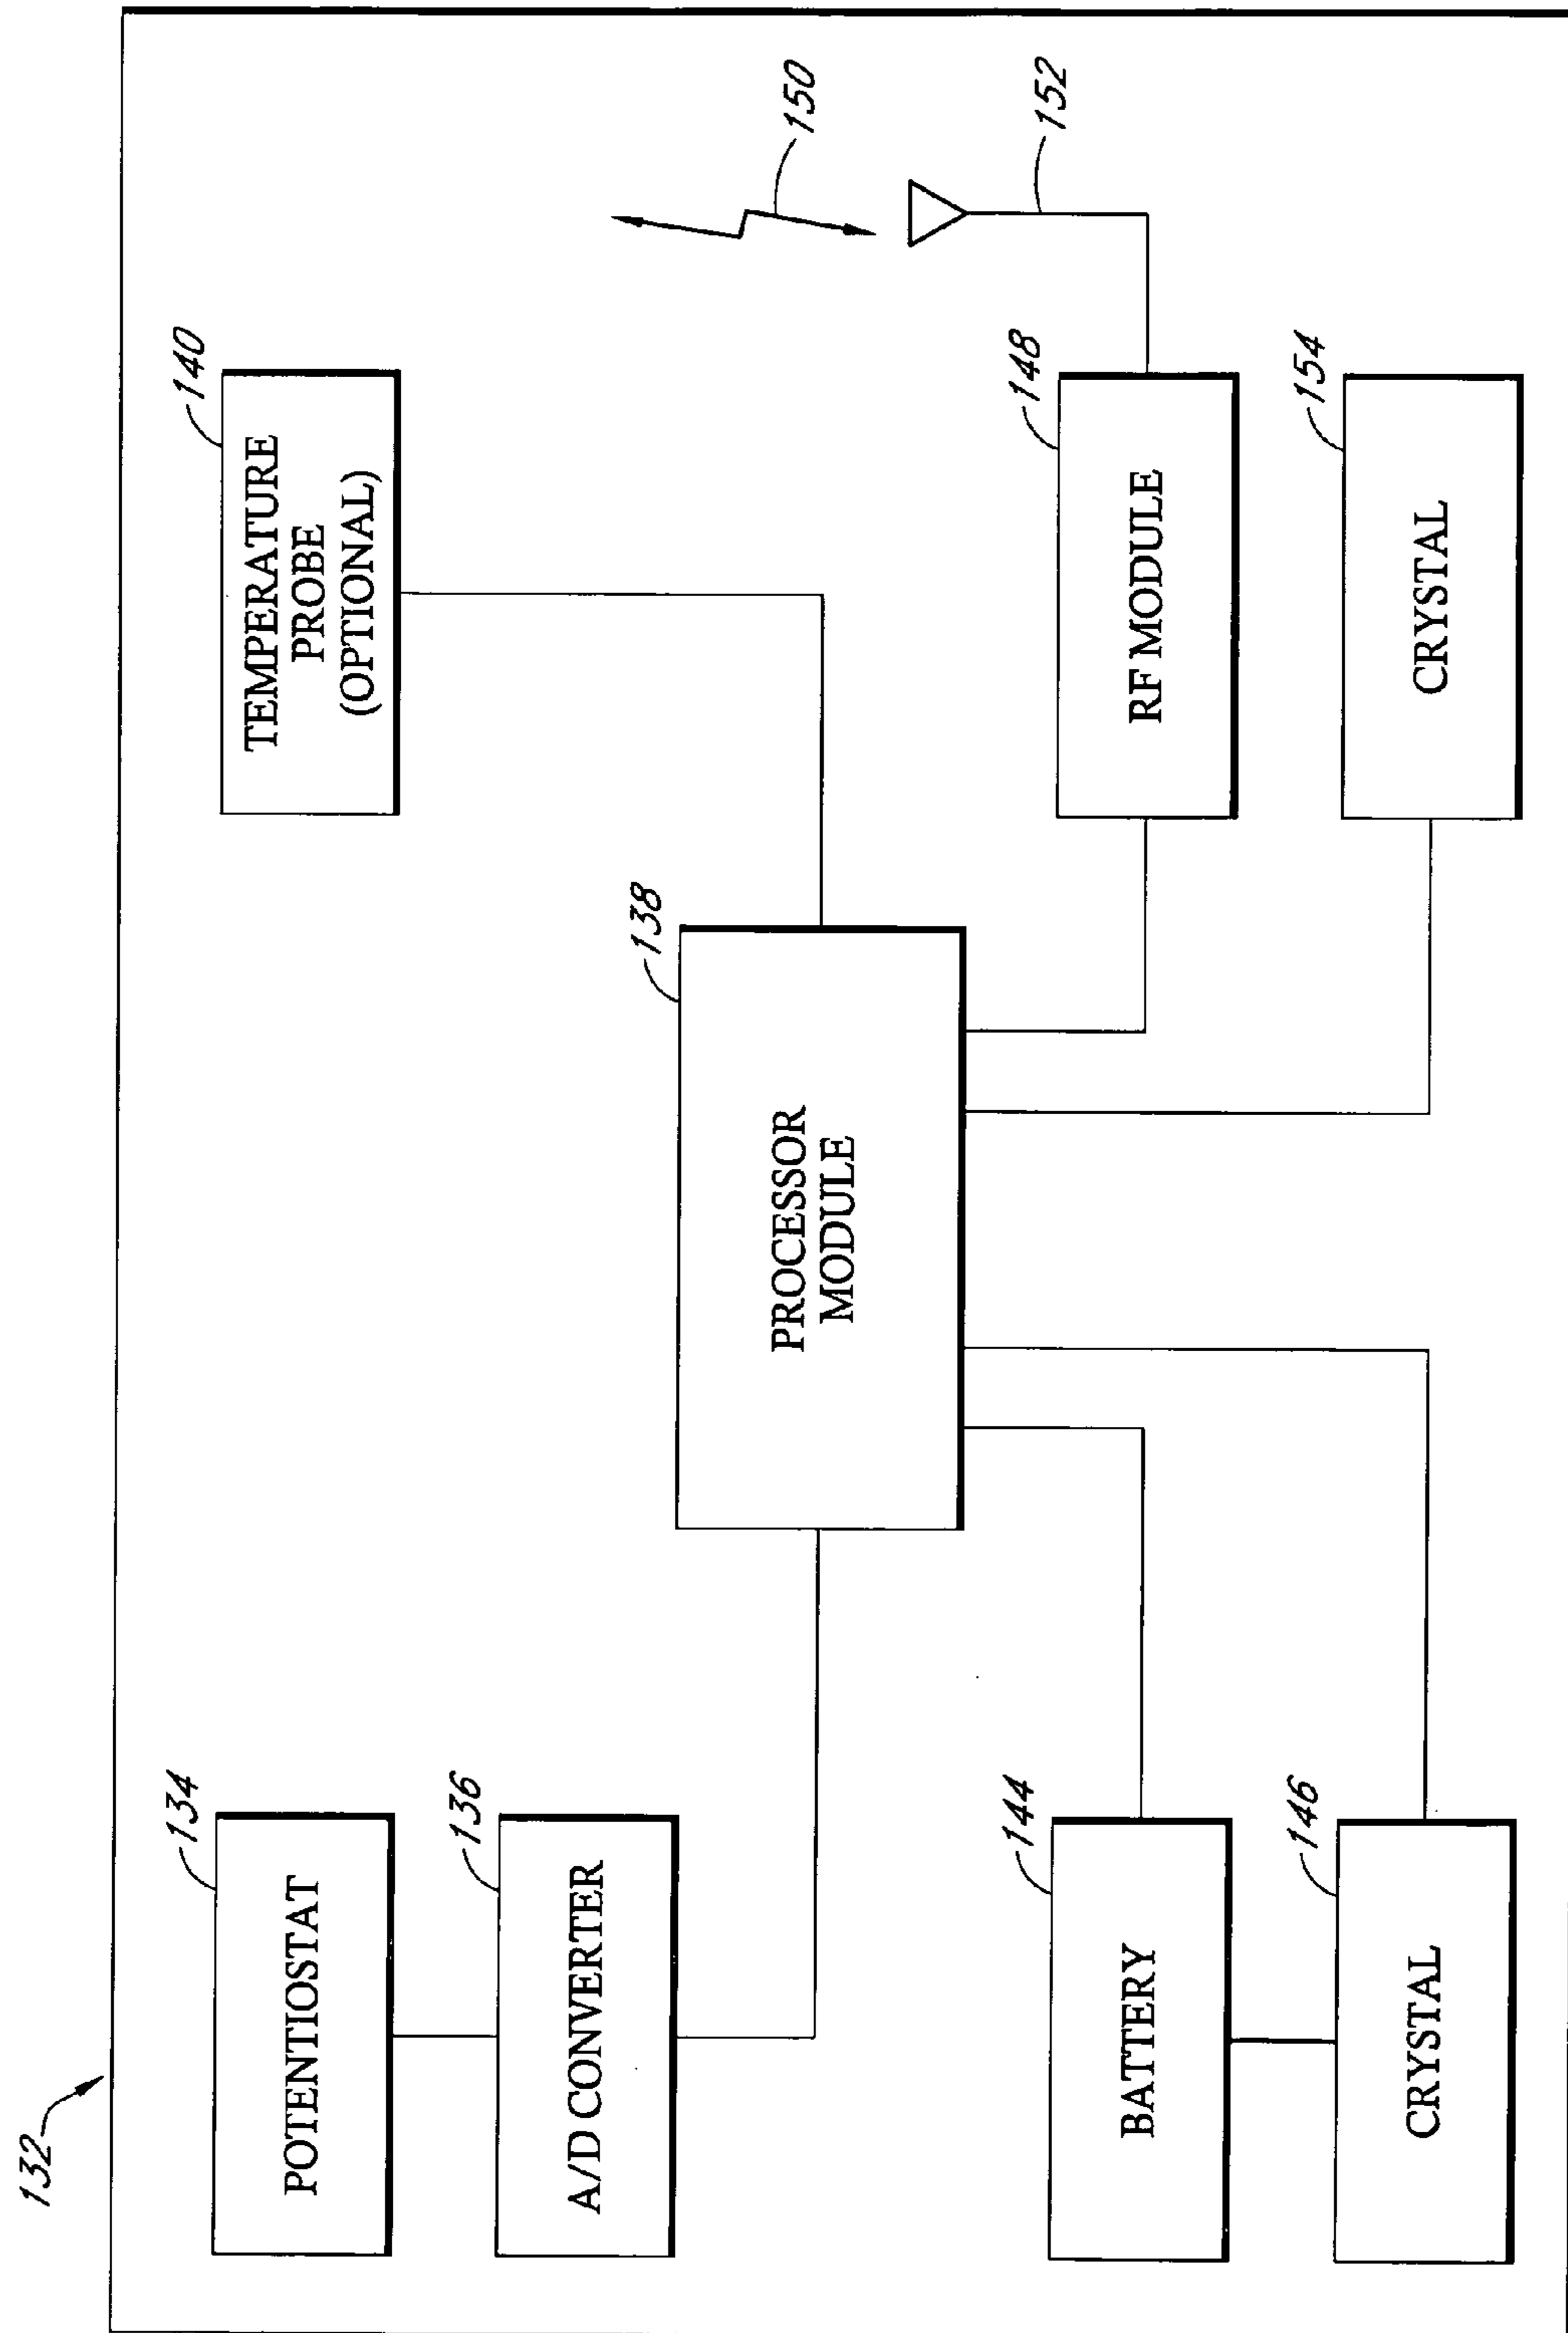 132
134
POTENTIOSTAT
136
A/D CONVERTER
138
PROCESSOR
MODULE
140
TEMPERATURE
PROBE
(OPTIONAL)
144
BATTERY
146
CRYSTAL
148
RF MODULE
150
152
154
CRYSTAL